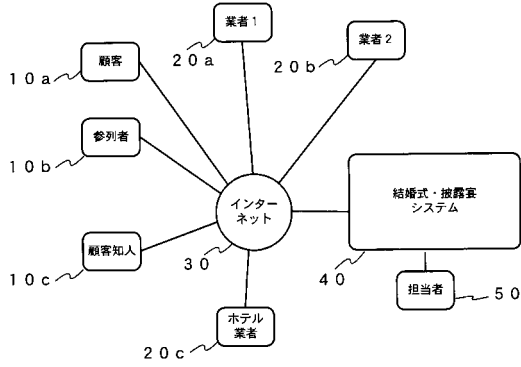 業者1
20a
業者2
20b
顧客
10a
参列者
10b
インター
ネット
30
結婚式・披露宴
システム
40
顧客知人
10c
担当者
50
ホテル
業者
20c